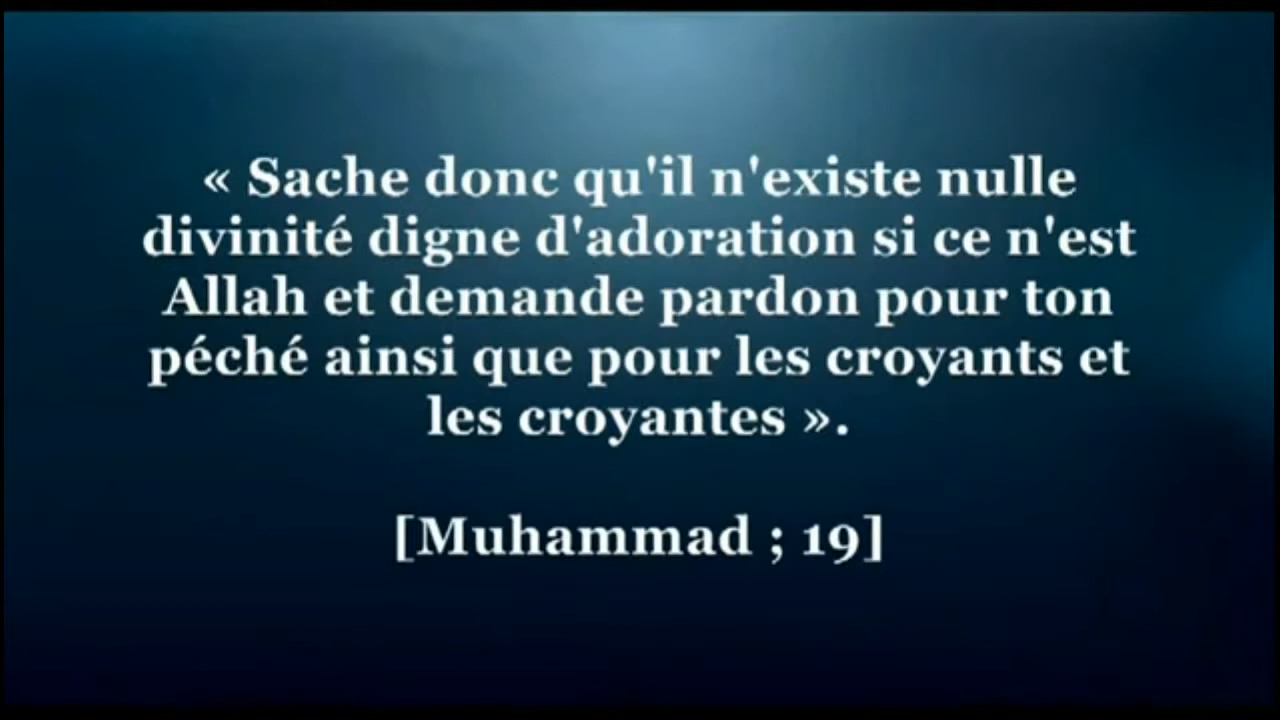 « Sache donc qu'il n'existe nulle
divinité digne d'adoration si ce n'est
Allah et demande pardon pour ton
péché ainsi que pour les croyants et
les croyantes ».
[Muhammad ; 19]